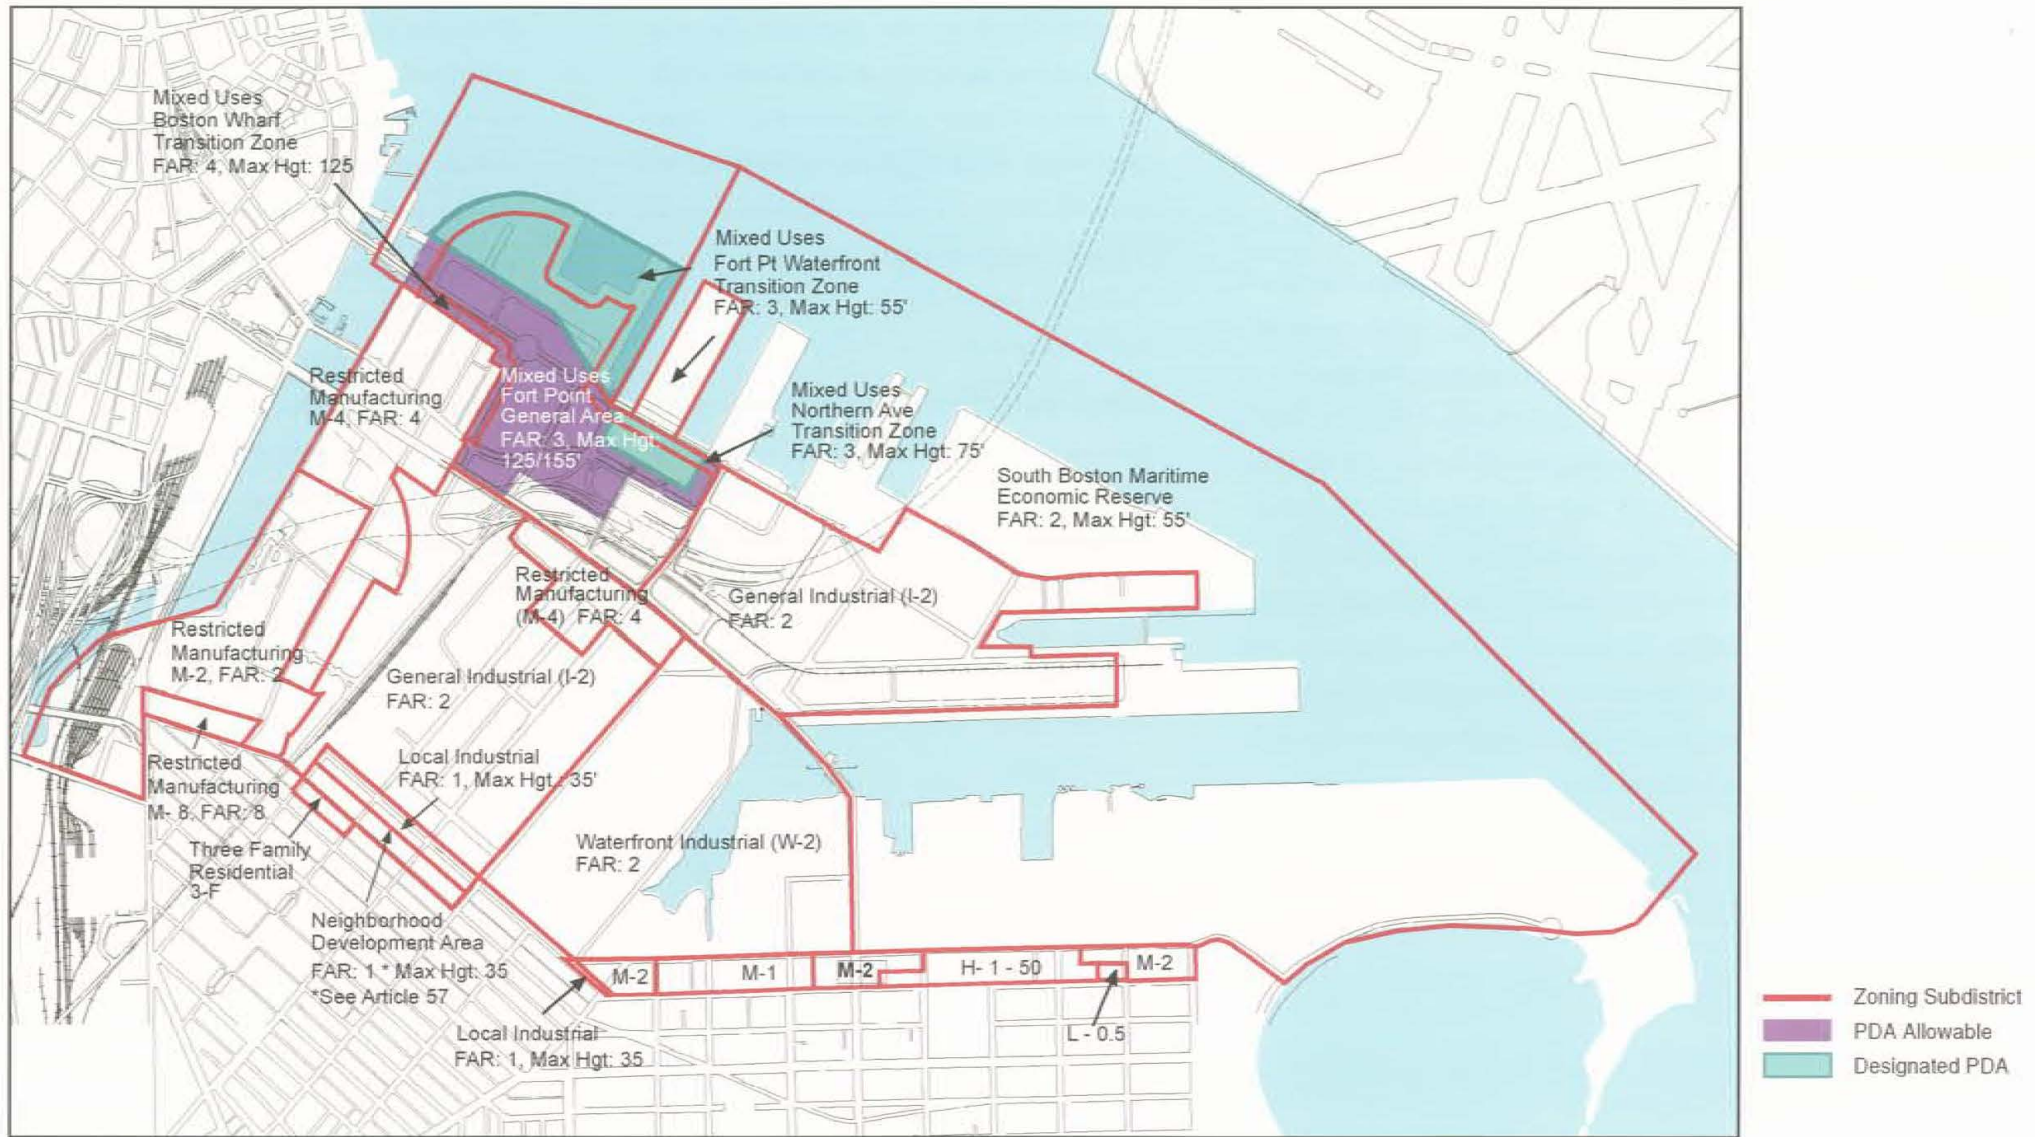 Mixed Uses
Boston Wharf
Transition Zone
FAR: 4, Max Hgt: 125
Mixed Uses
Fort Pt Waterfront
Transition Zone
FAR: 3, Max Hgt: 55'
Restricted
Manufacturing
M-4, FAR: 4
Mixed Uses
Fort Point
General Area
FAR: 3, Max Hgt
125/155'
Mixed Uses
Northern Ave
Transition Zone
FAR: 3, Max Hgt: 75'
South Boston Maritime
Economic Reserve
FAR: 2, Max Hgt: 55'
Restricted
Manufacturing
(M-4) FAR: 4
General Industrial (I-2)
FAR: 2
Restricted
Manufacturing
M-2, FAR: 2
General Industrial (I-2)
FAR: 2
Local Industrial
FAR: 1, Max Hgt.: 35'
Restricted
Manufacturing
M- 8, FAR: 8
Three Family
Residential
3-F
Waterfront Industrial (W-2)
FAR: 2
Neighborhood
Development Area
FAR: 1 * Max Hgt: 35
*See Article 57
M-2
M-1
M-2
H- 1 - 50
M-2
Local Industrial
FAR: 1, Max Hgt: 35
L - 0.5
Zoning Subdistrict
PDA Allowable
Designated PDA